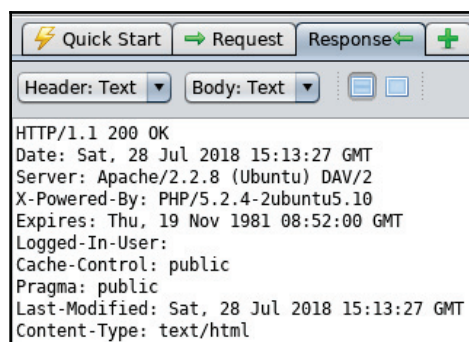 Quick Start Request Response
Header: Text Body: Text
HTTP/1.1 200 OK
Date: Sat, 28 Jul 2018 15:13:27 GMT
Server: Apache/2.2.8 (Ubuntu) DAV/2
X-Powered-By: PHP/5.2.4-2ubuntu5.10
Expires: Thu, 19 Nov 1981 08:52:00 GMT
Logged-In-User:
Cache-Control: public
Pragma: public
Last-Modified: Sat, 28 Jul 2018 15:13:27 GMT
Content-Type: text/html